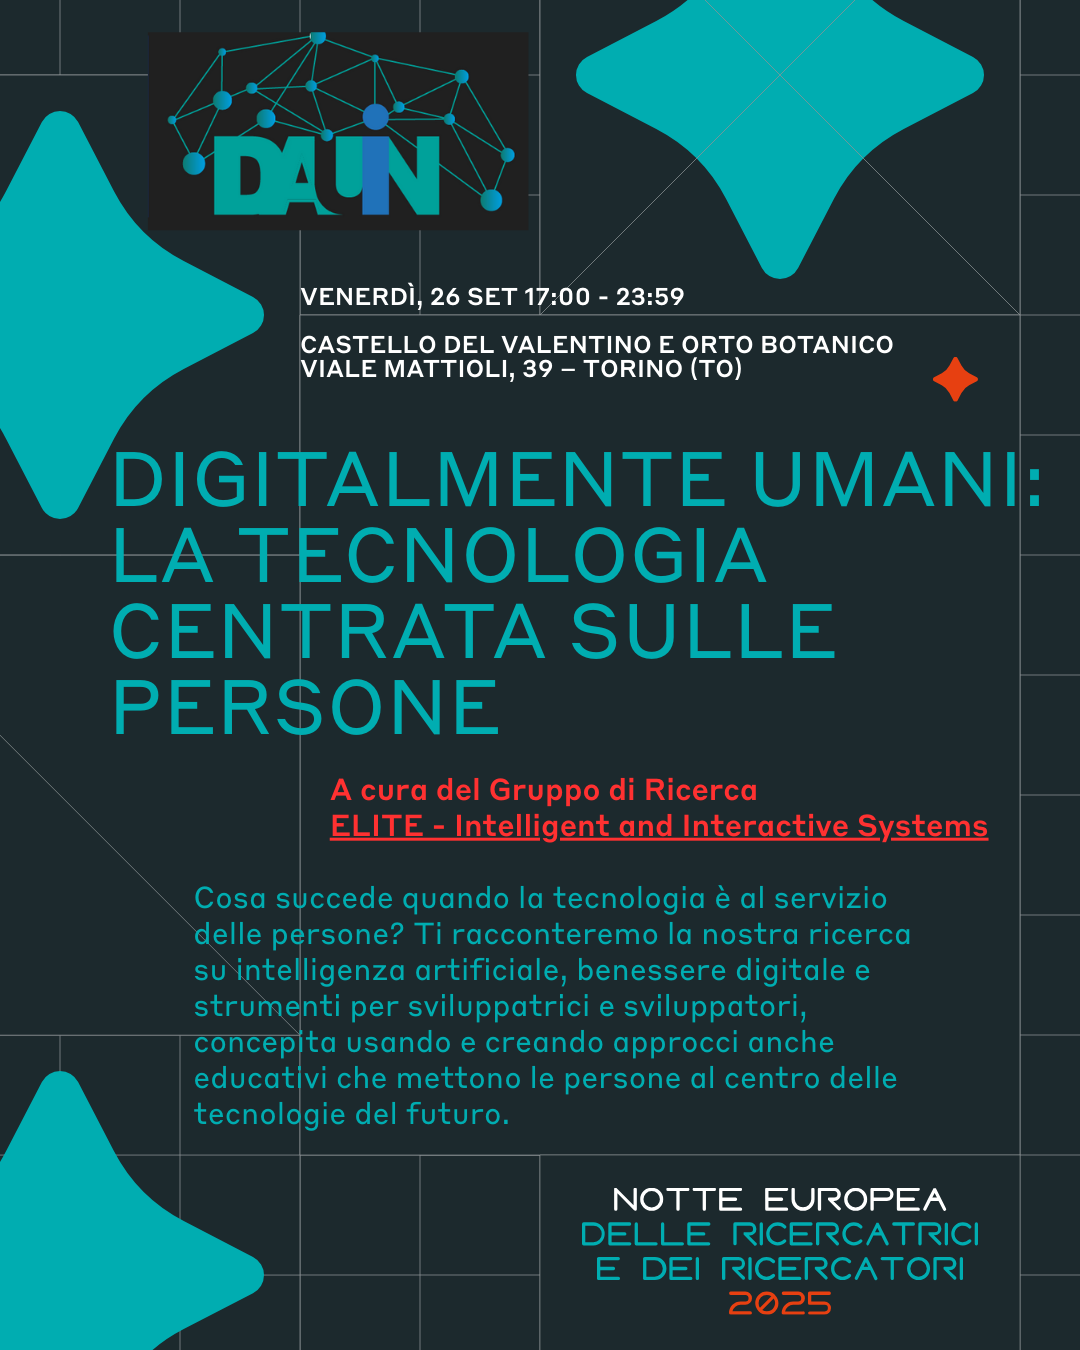 DAUIN
VENERDÌ, 26 SET 17:00 - 23:59
CASTELLO DEL VALENTINO E ORTO BOTANICO
VIALE MATTIOLI, 39 – TORINO (TO)
DIGITALMENTE UMANI:
LA TECNOLOGIA
CENTRATA SULLE
PERSONE
A cura del Gruppo di Ricerca
ELITE - Intelligent and Interactive Systems
Cosa succede quando la tecnologia è al servizio
delle persone? Ti racconteremo la nostra ricerca
su intelligenza artificiale, benessere digitale e
strumenti per sviluppatrici e sviluppatori,
concepita usando e creando approcci anche
educativi che mettono le persone al centro delle
tecnologie del futuro.
NOTTE EUROPEA
DELLE RICERCATRICI
E DEI RICERCATORI
2025